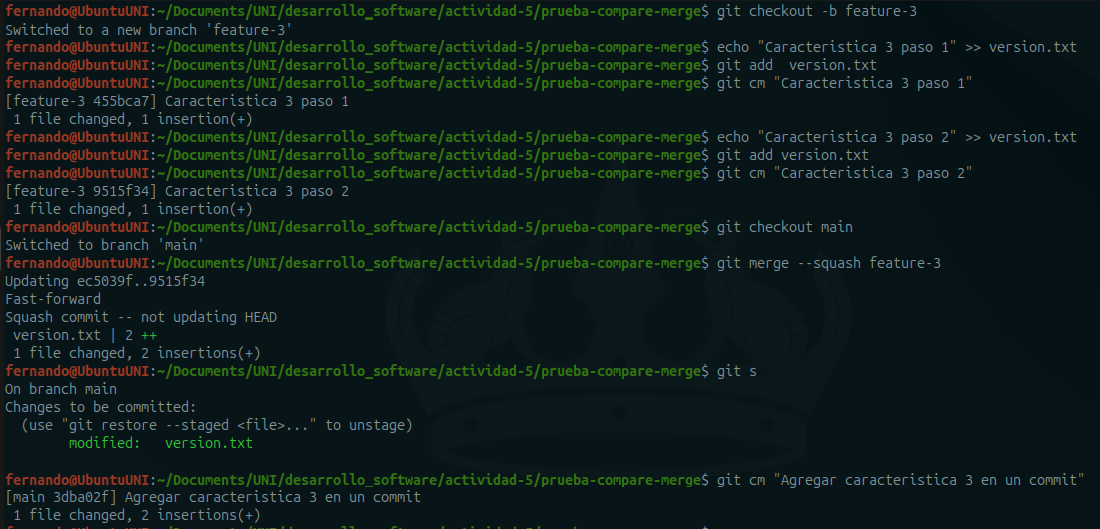 fernando@UbuntuUNI:~/Documents/UNI/desarrollo_software/actividad-5/prueba-compare-merge$ git checkout -b feature-3
Switched to a new branch 'feature-3'
fernando@UbuntuUNI:~/Documents/UNI/desarrollo_software/actividad-5/prueba-compare-merge$ echo "Caracteristica 3 paso 1" >> version.txt
fernando@UbuntuUNI:~/Documents/UNI/desarrollo_software/actividad-5/prueba-compare-merge$ git add  version.txt
fernando@UbuntuUNI:~/Documents/UNI/desarrollo_software/actividad-5/prueba-compare-merge$ git cm "Caracteristica 3 paso 1"
[feature-3 455bca7] Caracteristica 3 paso 1
 1 file changed, 1 insertion(+)
fernando@UbuntuUNI:~/Documents/UNI/desarrollo_software/actividad-5/prueba-compare-merge$ echo "Caracteristica 3 paso 2" >> version.txt
fernando@UbuntuUNI:~/Documents/UNI/desarrollo_software/actividad-5/prueba-compare-merge$ git add version.txt
fernando@UbuntuUNI:~/Documents/UNI/desarrollo_software/actividad-5/prueba-compare-merge$ git cm "Caracteristica 3 paso 2"
[feature-3 9515f34] Caracteristica 3 paso 2
 1 file changed, 1 insertion(+)
fernando@UbuntuUNI:~/Documents/UNI/desarrollo_software/actividad-5/prueba-compare-merge$ git checkout main
Switched to branch 'main'
fernando@UbuntuUNI:~/Documents/UNI/desarrollo_software/actividad-5/prueba-compare-merge$ git merge --squash feature-3
Updating ec5039f..9515f34
Fast-forward
Squash commit -- not updating HEAD
 version.txt | 2 ++
 1 file changed, 2 insertions(+)
fernando@UbuntuUNI:~/Documents/UNI/desarrollo_software/actividad-5/prueba-compare-merge$ git s
On branch main
Changes to be committed:
  (use "git restore --staged <file>..." to unstage)
        modified:   version.txt

fernando@UbuntuUNI:~/Documents/UNI/desarrollo_software/actividad-5/prueba-compare-merge$ git cm "Agregar caracteristica 3 en un commit"
[main 3dba02f] Agregar caracteristica 3 en un commit
 1 file changed, 2 insertions(+)